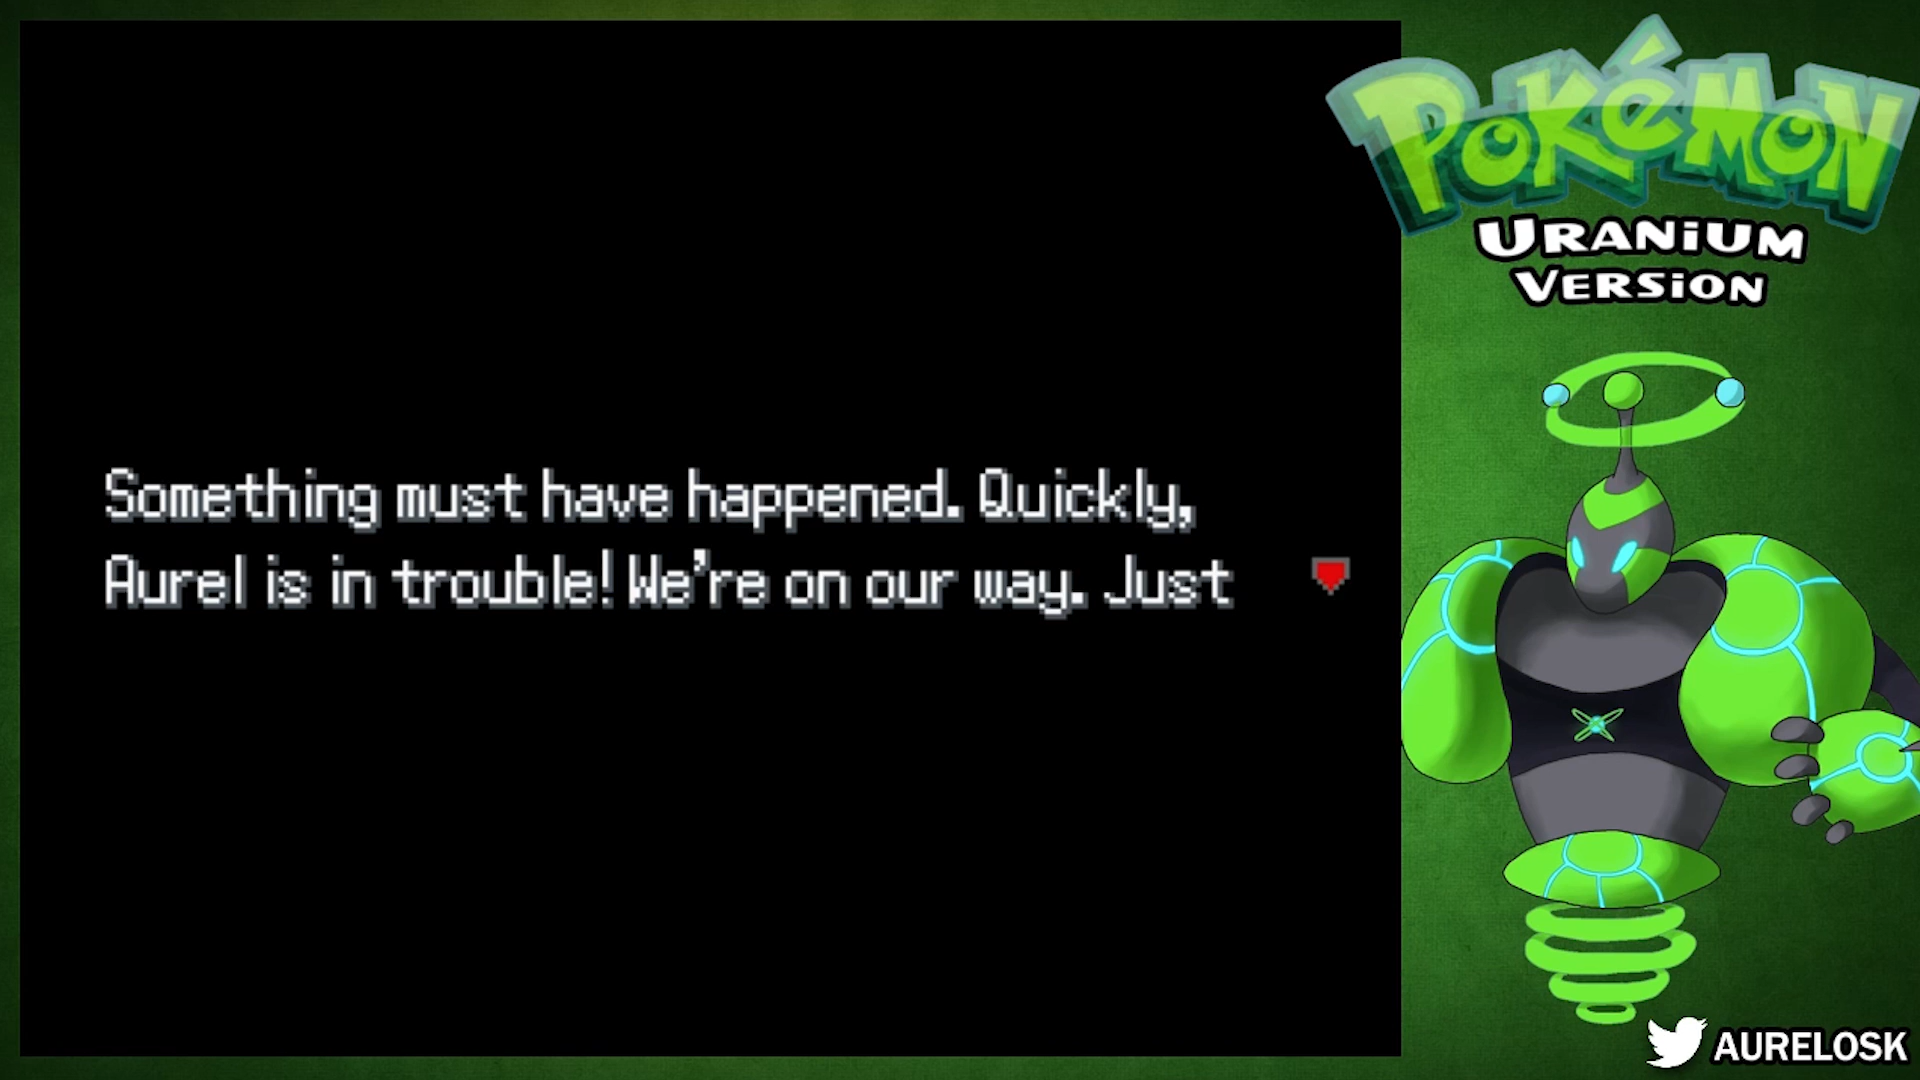 Something must have happened. Quickly,
Aurel is in trouble! We're on our way. Just
POKéMON
URANiUM
VERSiON
AURELOSK